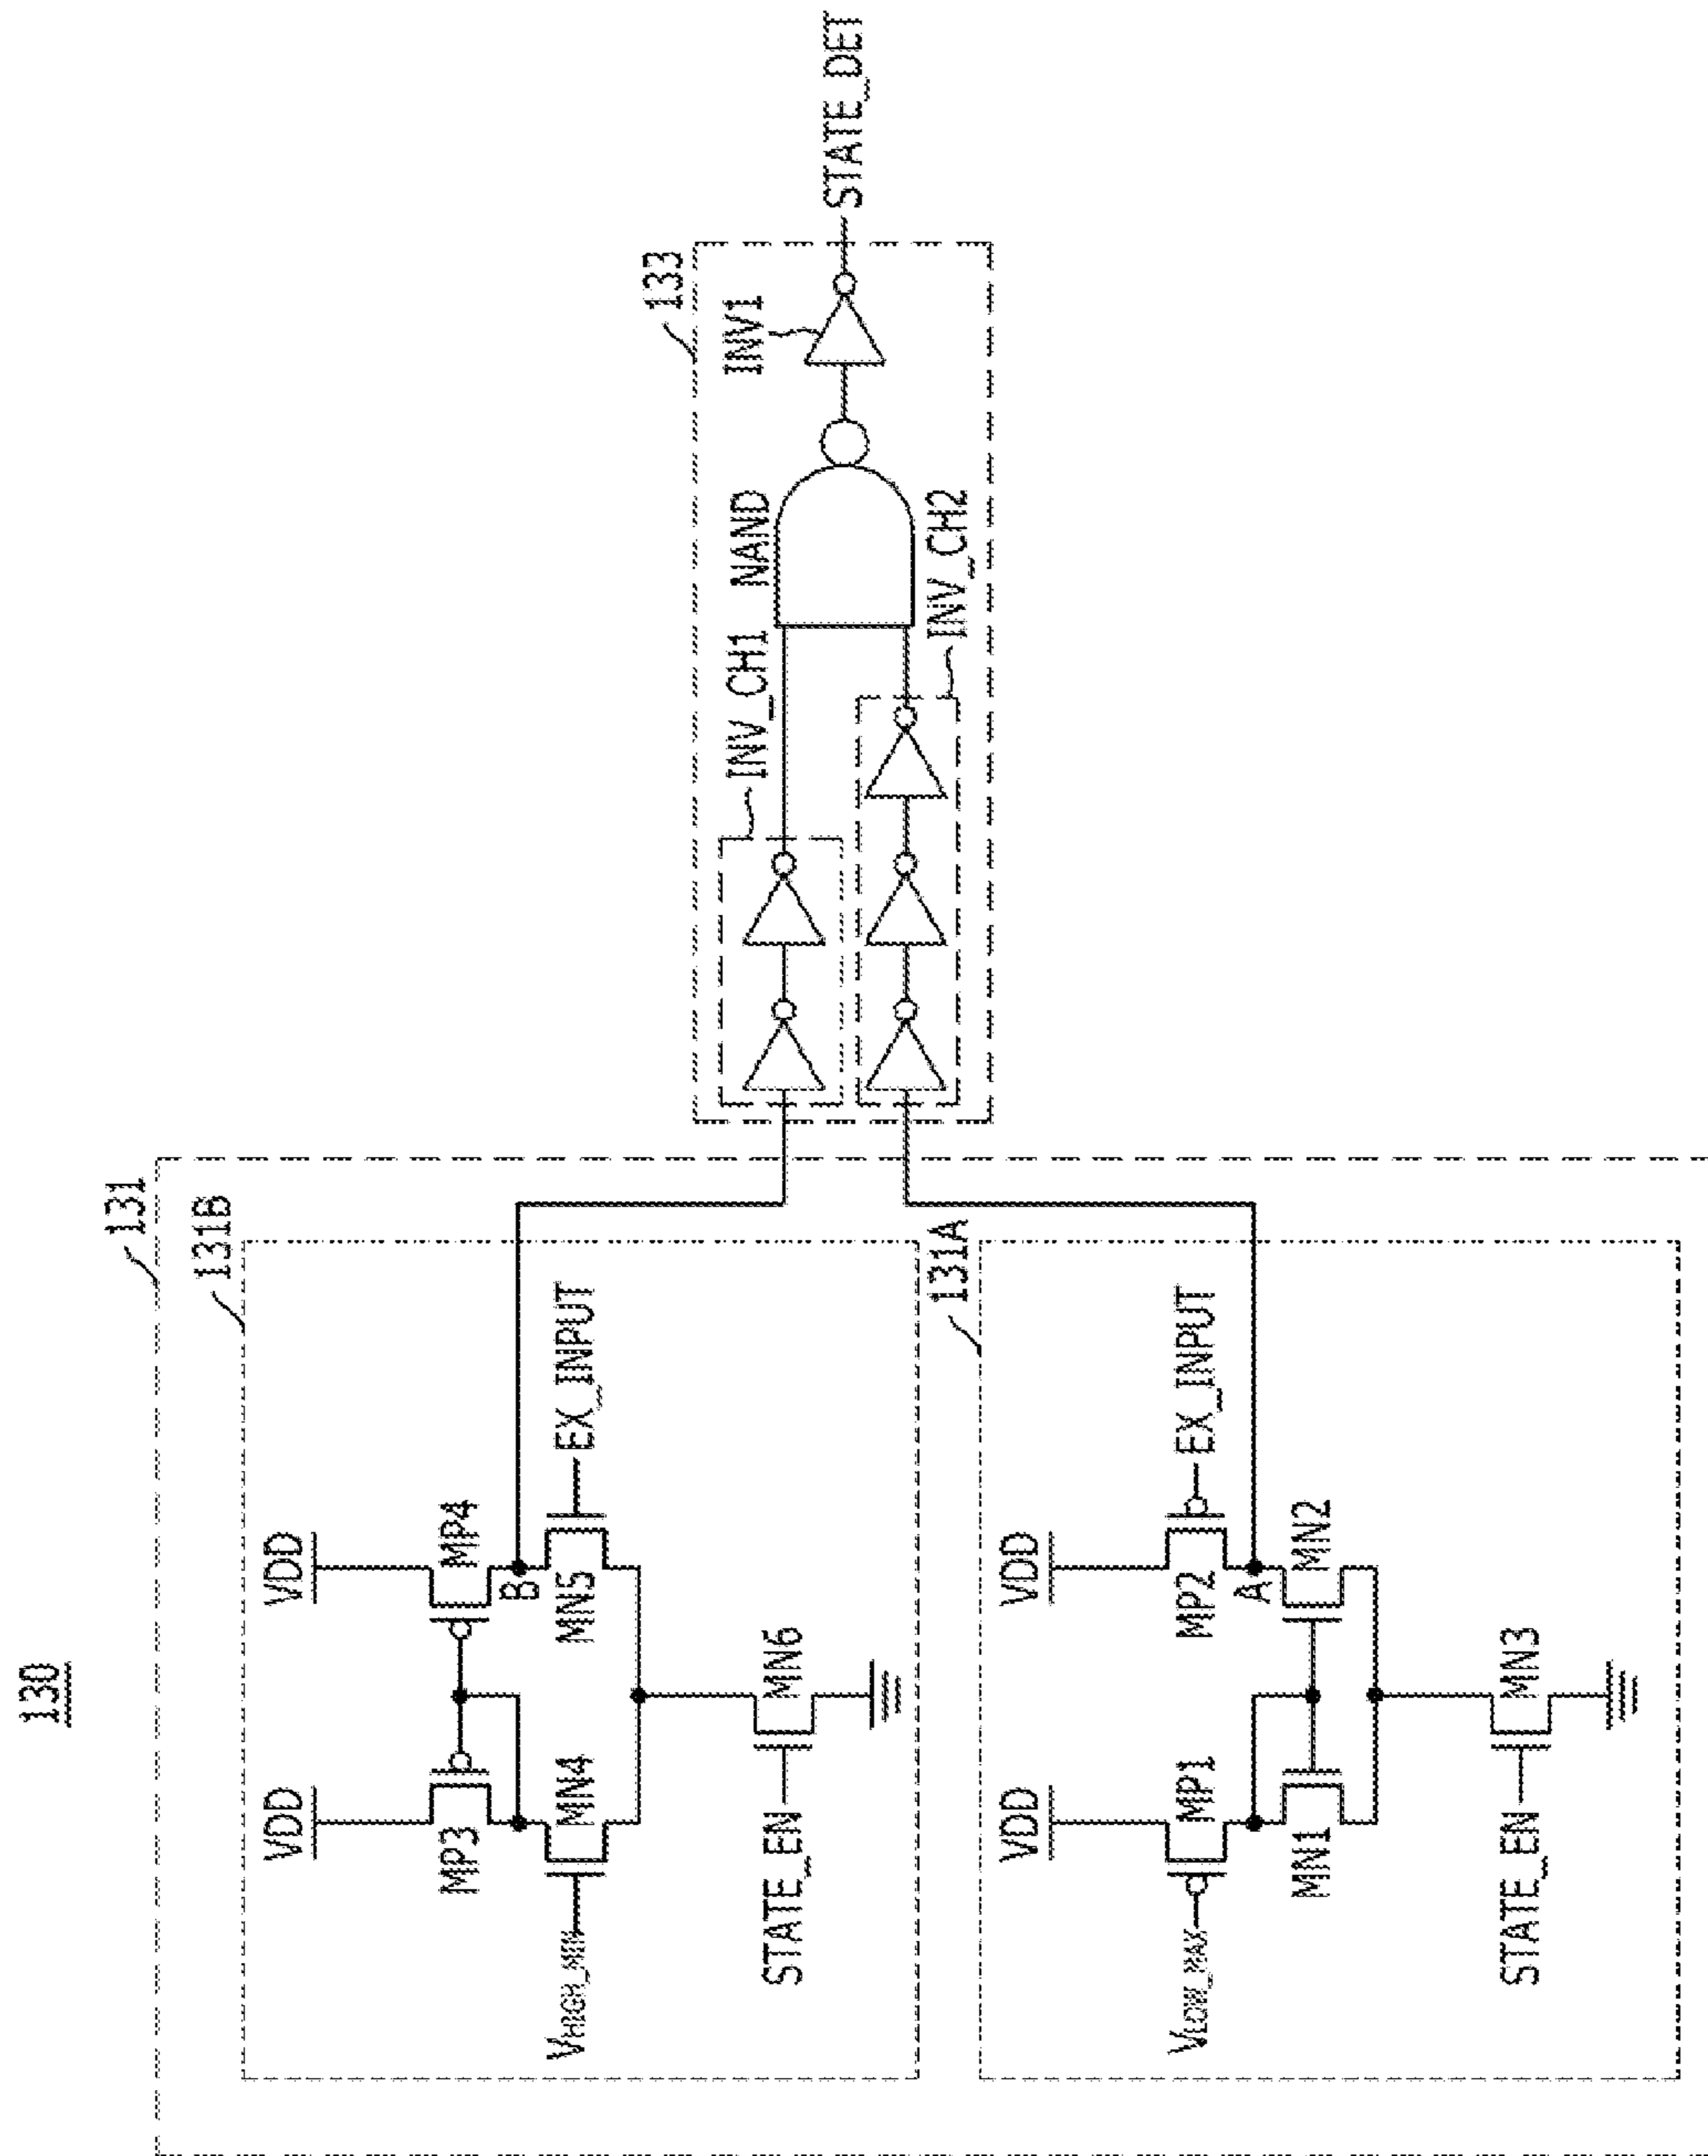 130
131
131B
VDD
VDD
MP3
MP4
B
MN4
MN5
EX_INPUT
VHIGH_MIN
STATE_EN
MN6
131A
VDD
VDD
VLOW_MAX
MP1
MP2
EX_INPUT
A
MN1
MN2
STATE_EN
MN3
133
INV_CH1
NAND
INV1
STATE_DET
INV_CH2